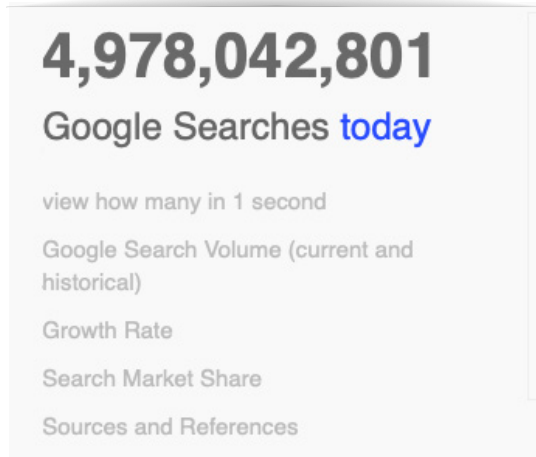 4,978,042,801
Google Searches today
view how many in 1 second
Google Search Volume (current and
historical)
Growth Rate
Search Market Share
Sources and References